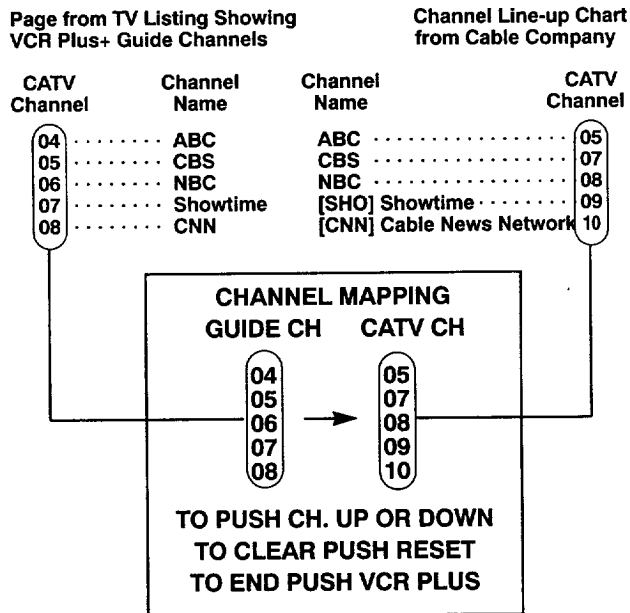 Page from TV Listing Showing
VCR Plus+ Guide Channels
CATV Channel
Channel Name
04 ········ ABC
05 ········ CBS
06 ········ NBC
07 ········ Showtime
08 ········ CNN
Channel Line-up Chart
from Cable Company
Channel Name
CATV Channel
ABC ···················· 05
CBS ···················· 07
NBC ···················· 08
[SHO] Showtime ········ 09
[CNN] Cable News Network 10
CHANNEL MAPPING
GUIDE CH CATV CH
04 05
05 07
06 → 08
07 09
08 10
TO PUSH CH. UP OR DOWN
TO CLEAR PUSH RESET
TO END PUSH VCR PLUS